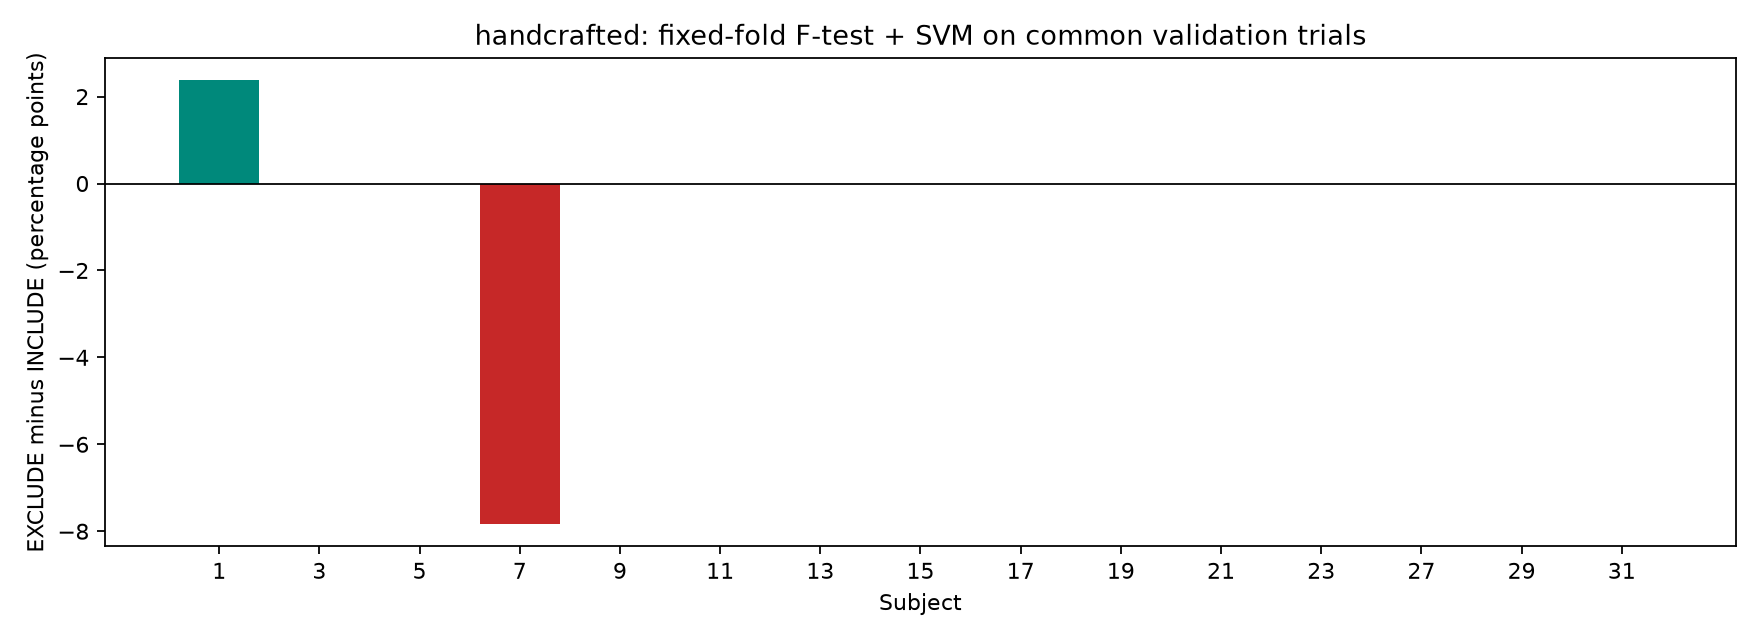 handcrafted: fixed-fold F-test + SVM on common validation trials
EXCLUDE minus INCLUDE (percentage points)
2
0
−2
−4
−6
−8
1 3 5 7 9 11 13 15 17 19 21 23 27 29 31
Subject